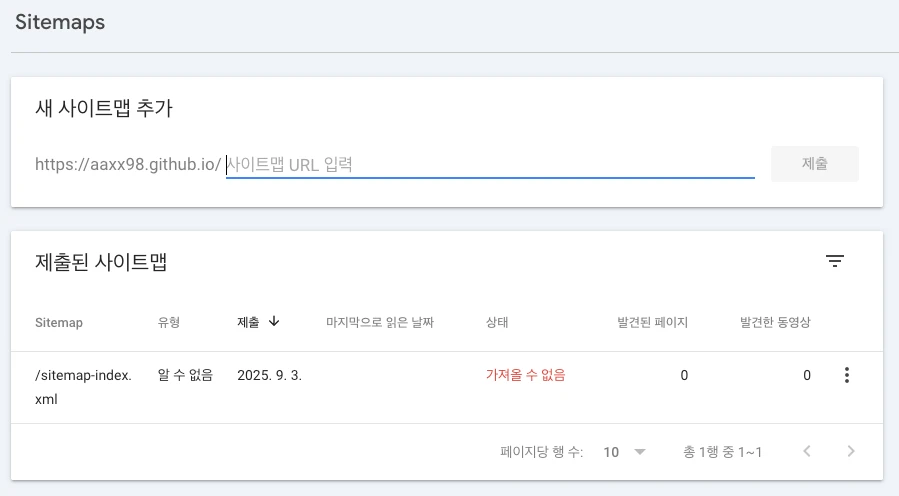 Sitemaps
새 사이트맵 추가
https://aaxx98.github.io/ 사이트맵 URL 입력 제출
제출된 사이트맵
Sitemap 유형 제출 마지막으로 읽은 날짜 상태 발견된 페이지 발견한 동영상
/sitemap-index. 알 수 없음 2025. 9. 3. 가져올 수 없음 0 0
xml
페이지당 행 수: 10 총 1행 중 1~1